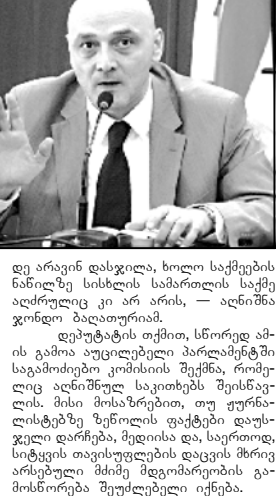 დე არავინ დასჯილა, ხოლო საქმეების
ნაწილზე სისხლის სამართლის საქმე
აღძრულიც კი არ არის, — აღნიშნა
ჯონდო ბაღათურიამ.
დეპუტატის თქმით, სწორედ ამ-
ის გამოა აუცილებელი პარლამენტში
საგამოძიებო კომისიის შექმნა, რომე-
ლიც აღნიშნულ საკითხებს შეისწავ-
ლის. მისი მოსაზრებით, თუ ჟურნა-
ლისტებზე ზეწოლის ფაქტები დაუს-
ჯელი დარჩება, მედიისა და, საერთოდ,
სიტყვის თავისუფლების დაცვის მხრივ
არსებული მძიმე მდგომარეობის გა-
მოსწორება შეუძლებელი იქნება.